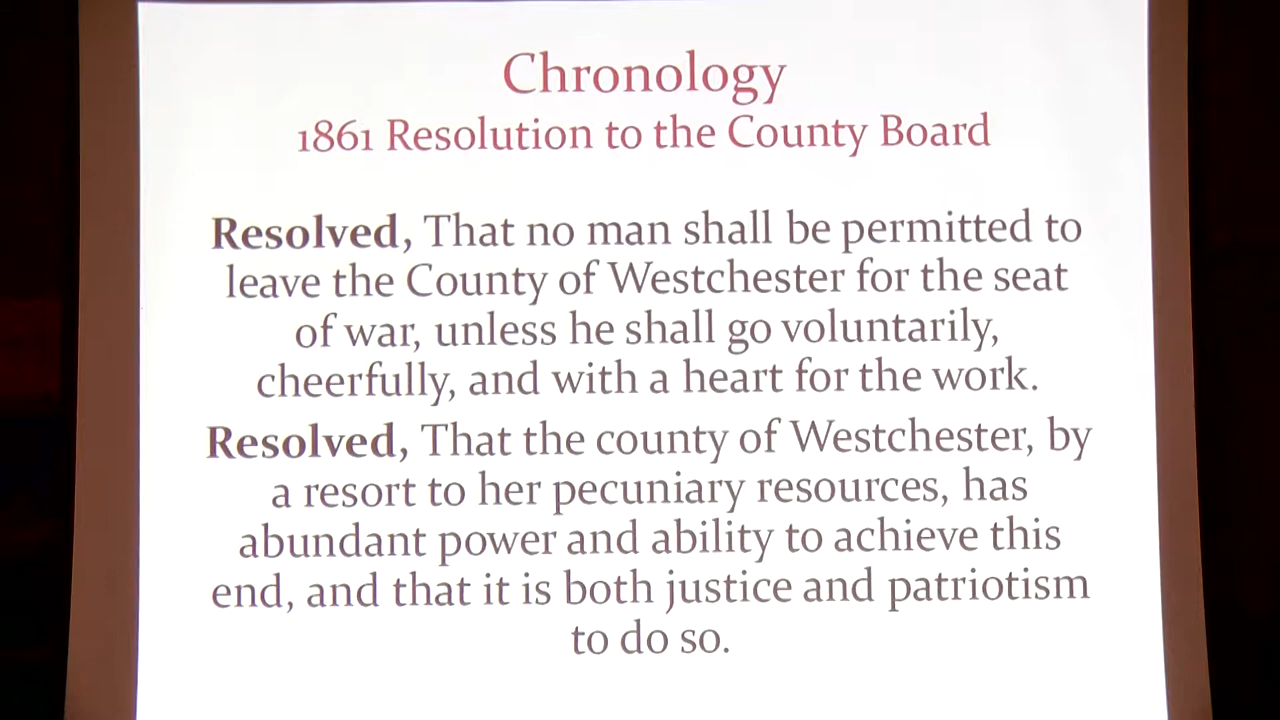 Chronology
1861 Resolution to the County Board
Resolved, That no man shall be permitted to
leave the County of Westchester for the seat
of war, unless he shall go voluntarily,
cheerfully, and with a heart for the work.
Resolved, That the county of Westchester, by
a resort to her pecuniary resources, has
abundant power and ability to achieve this
end, and that it is both justice and patriotism
to do so.